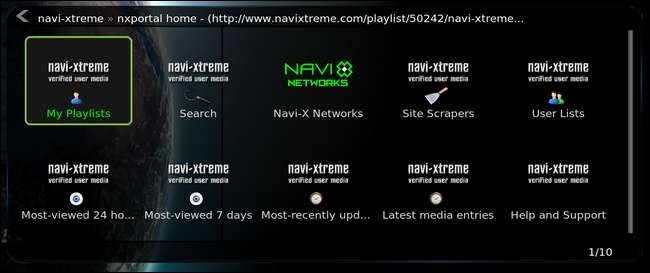 navi-xtreme » nxportal home - (http://www.navixtreme.com/playlist/50242/navi-xtreme...
navi-xtreme
verified user media
My Playlists
navi-xtreme
verified user media
Search
NAVI X
NETWORKS
Navi-X Networks
navi-xtreme
verified user media
Site Scrapers
navi-xtreme
verified user media
User Lists
navi-xtreme
verified user media
Most-viewed 24 ho...
navi-xtreme
verified user media
Most-viewed 7 days
navi-xtreme
verified user media
Most-recently upd...
navi-xtreme
verified user media
Latest media entries
navi-xtreme
verified user media
Help and Support
1/10